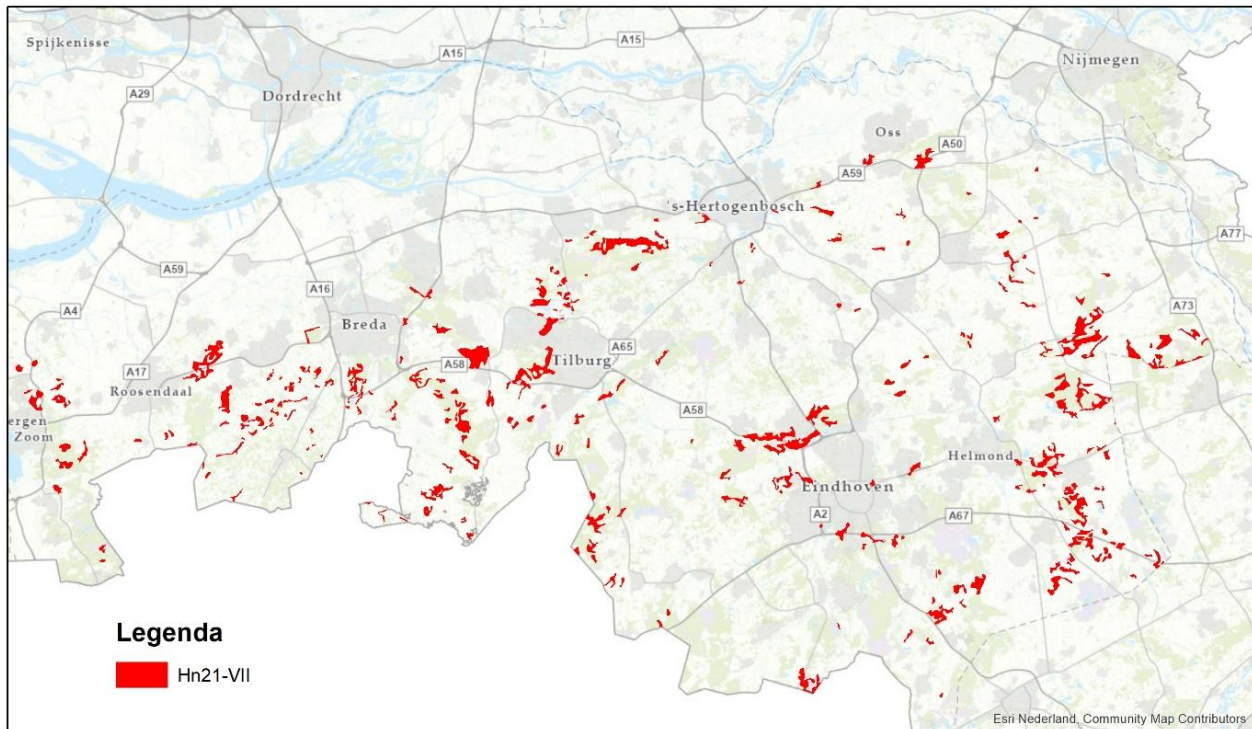 Spijkenisse
A15
A15
Nijmegen
A29
Dordrecht
Oss
A50
A59
's-Hertogenbosch
A77
A59
A16
A4
A73
Breda
A65
A58
Tilburg
A17
Roosendaal
A58
ergen
Zoom
Helmond
Eindhoven
A2
A67
Legenda
Hn21-VII
Esri Nederland, Community Map Contributors